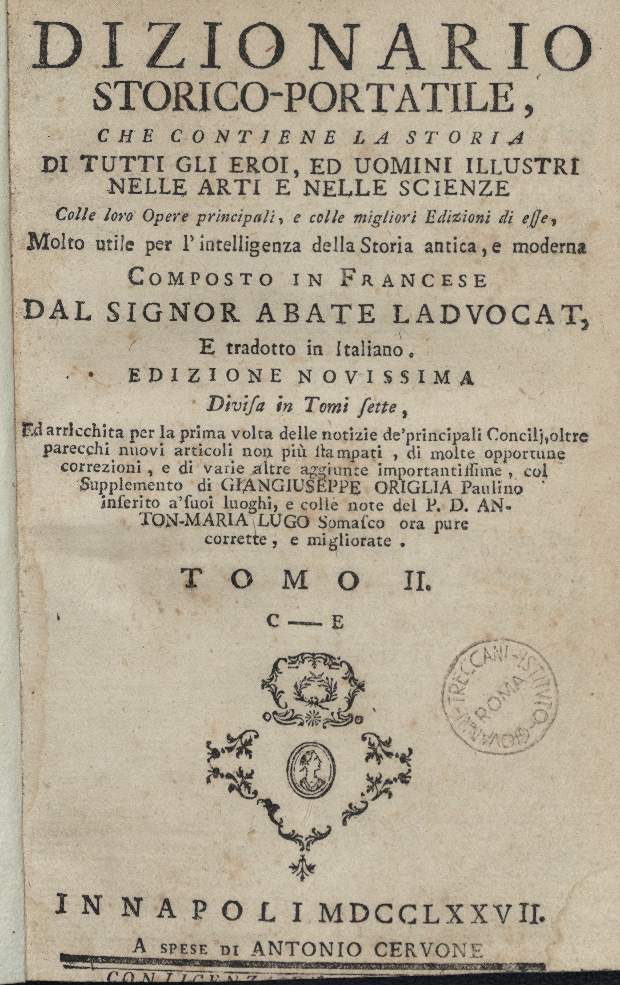 DIZIONARIO
STORICO-PORTATILE,
CHE CONTIENE LA STORIA
DI TUTTI GLI EROI, ED UOMINI ILLUSTRI
NELLE ARTI E NELLE SCIENZE
Colle loro Opere principali, e colle migliori Edizioni di eſſe,
Molto utile per l'intelligenza della Storia antica, e moderna
COMPOSTO IN FRANCESE
DAL SIGNOR ABATE LADVOCAT,
E tradotto in Italiano.
EDIZIONE NOVISSIMA
Diviſa in Tomi ſette,
Ed arricchita per la prima volta delle notizie de' principali Concilj, oltre
parecchi nuovi articoli non più ſtampati, di molte opportune
correzioni, e di varie altre aggiunte importantiſſime, col
Supplemento di GIANGIUSEPPE ORIGLIA Paulino
inſerito a' ſuoi luoghi, e colle note del P. D. AN-
TON-MARIA LUGO Somaſco ora pure
corrette, e migliorate.
TOMO II.
C — E
ISTITVTO GIOVANNI TRECCANI
ROMA
IN NAPOLI MDCCLXXVII.
A SPESE DI ANTONIO CERVONE